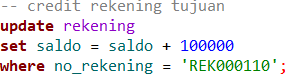 -- credit rekening tujuan
update rekening
set saldo = saldo + 100000
where no_rekening = 'REK000110';